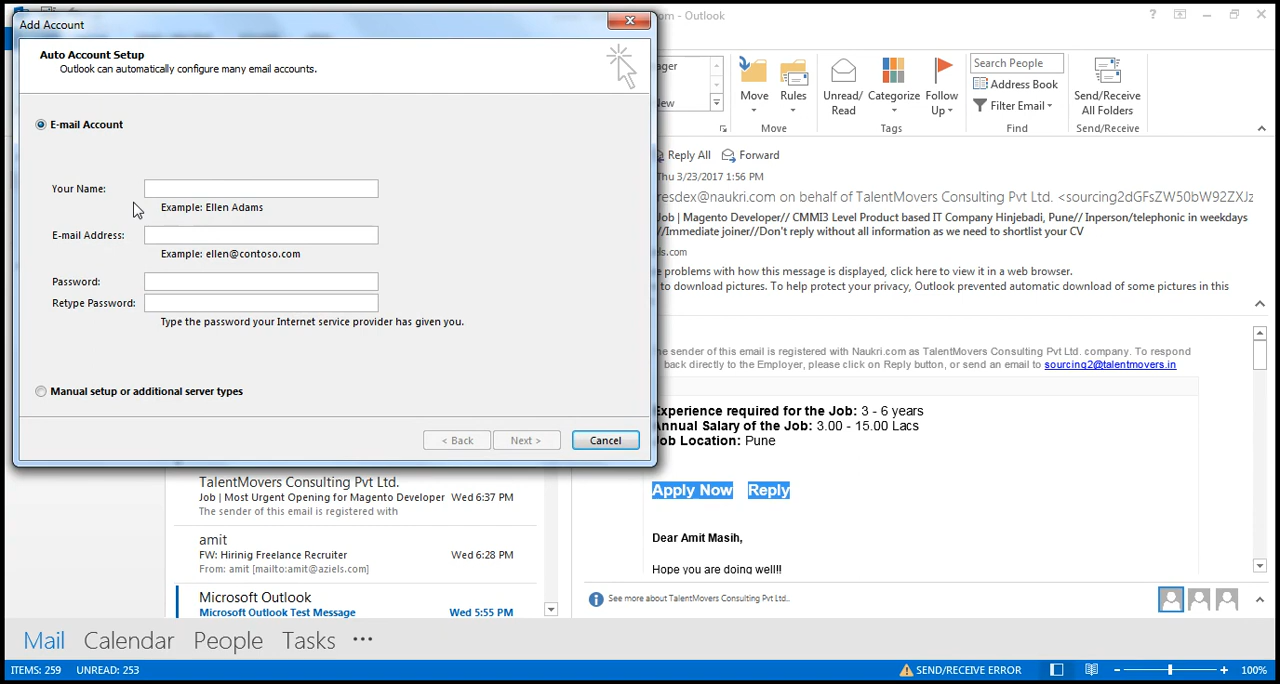 Add Account
om - Outlook
Auto Account Setup
Outlook can automatically configure many email accounts.
E-mail Account
Your Name:
Example: Ellen Adams
E-mail Address:
Example: ellen@contoso.com
Password:
Retype Password:
Type the password your Internet service provider has given you.
Manual setup or additional server types
< Back
Next >
Cancel
ager
ew
Move
Rules
Move
Unread/
Read
Categorize
Follow
Up
Tags
Search People
Address Book
Filter Email
Find
Send/Receive
All Folders
Send/Receive
Reply All
Forward
Thu 3/23/2017 1:56 PM
resdex@naukri.com on behalf of TalentMovers Consulting Pvt Ltd. <sourcing2dGFsZW50bW92ZXJz
Job | Magento Developer// CMMI3 Level Product based IT Company Hinjebadi, Pune// Inperson/telephonic in weekdays
//Immediate joiner//Don't reply without all information as we need to shortlist your CV
els.com
e problems with how this message is displayed, click here to view it in a web browser.
to download pictures. To help protect your privacy, Outlook prevented automatic download of some pictures in this
he sender of this email is registered with Naukri.com as TalentMovers Consulting Pvt Ltd. company. To respond
back directly to the Employer, please click on Reply button, or send an email to sourcing2@talentmovers.in
Experience required for the Job: 3 - 6 years
Annual Salary of the Job: 3.00 - 15.00 Lacs
Job Location: Pune
Apply Now Reply
Dear Amit Masih,
Hope you are doing well!!
TalentMovers Consulting Pvt Ltd.
Job | Most Urgent Opening for Magento Developer Wed 6:37 PM
The sender of this email is registered with
amit
FW: Hirinig Freelance Recruiter Wed 6:28 PM
From: amit [mailto:amit@aziels.com]
Microsoft Outlook
Microsoft Outlook Test Message Wed 5:55 PM
See more about TalentMovers Consulting Pvt Ltd..
Mail Calendar People Tasks •••
ITEMS: 259 UNREAD: 253
SEND/RECEIVE ERROR
100%